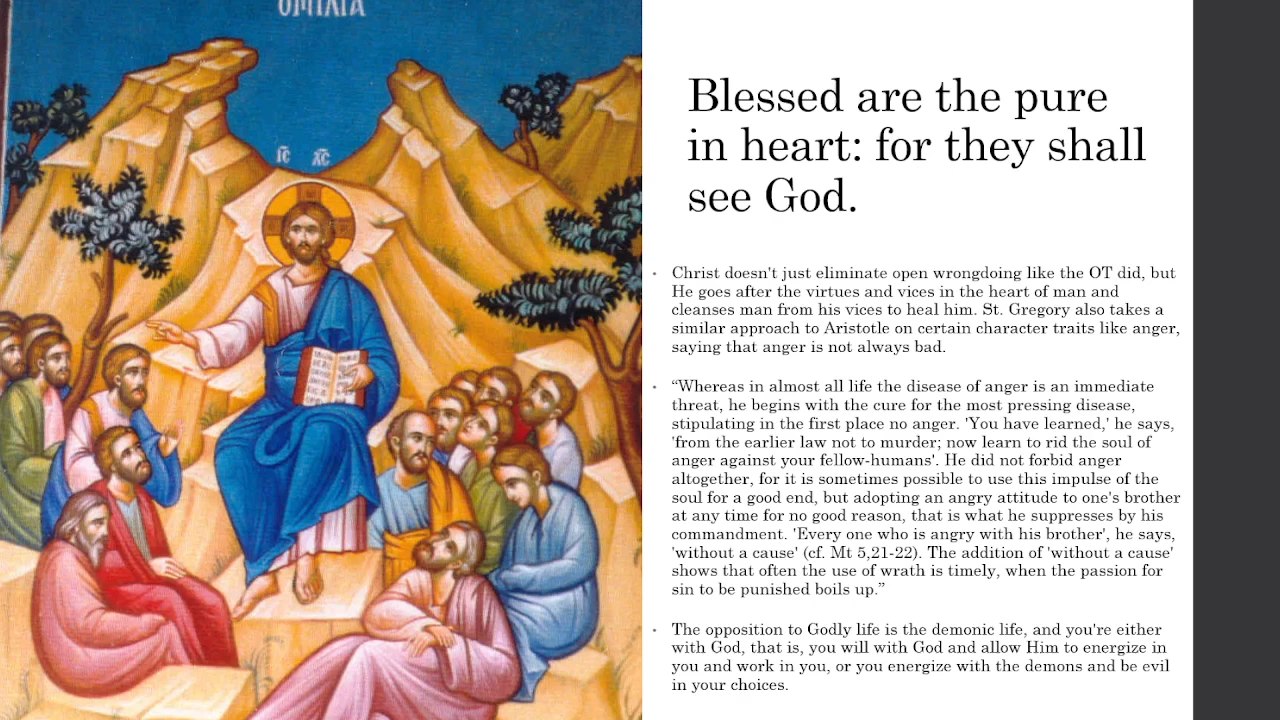 ΟΜΙΛΙΑ
ΙC ΧC
Blessed are the pure
in heart: for they shall
see God.
• Christ doesn't just eliminate open wrongdoing like the OT did, but
He goes after the virtues and vices in the heart of man and
cleanses man from his vices to heal him. St. Gregory also takes a
similar approach to Aristotle on certain character traits like anger,
saying that anger is not always bad.
• “Whereas in almost all life the disease of anger is an immediate
threat, he begins with the cure for the most pressing disease,
stipulating in the first place no anger. 'You have learned,' he says,
'from the earlier law not to murder; now learn to rid the soul of
anger against your fellow-humans'. He did not forbid anger
altogether, for it is sometimes possible to use this impulse of the
soul for a good end, but adopting an angry attitude to one's brother
at any time for no good reason, that is what he suppresses by his
commandment. 'Every one who is angry with his brother', he says,
'without a cause' (cf. Mt 5,21-22). The addition of 'without a cause'
shows that often the use of wrath is timely, when the passion for
sin to be punished boils up.”
• The opposition to Godly life is the demonic life, and you're either
with God, that is, you will with God and allow Him to energize in
you and work in you, or you energize with the demons and be evil
in your choices.